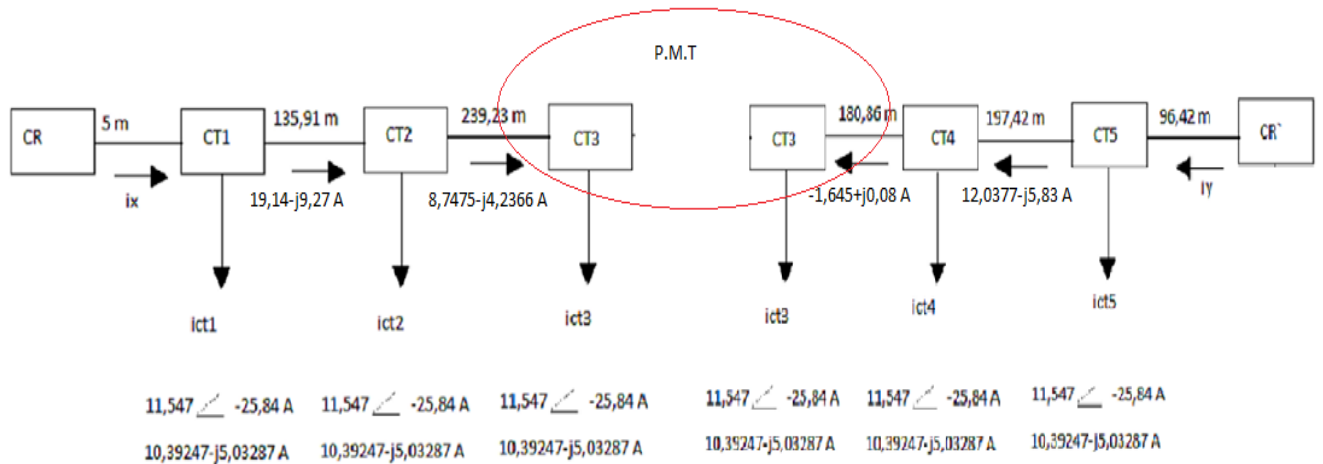 P.M.T
CR 5 m CT1 135,91 m CT2 239,23 m CT3 CT3 180,86 m CT4 197,42 m CT5 96,42 m CR`
ix 19,14-j9,27 A 8,7475-j4,2366 A -1,645+j0,08 A 12,0377-j5,83 A iy
ict1 ict2 ict3 ict3 ict4 ict5
11,547 ∠ -25,84 A 11,547 ∠ -25,84 A 11,547 ∠ -25,84 A 11,547 ∠ -25,84 A 11,547 ∠ -25,84 A 11,547 ∠ -25,84 A
10,39247-j5,03287 A 10,39247-j5,03287 A 10,39247-j5,03287 A 10,39247-j5,03287 A 10,39247-j5,03287 A 10,39247-j5,03287 A